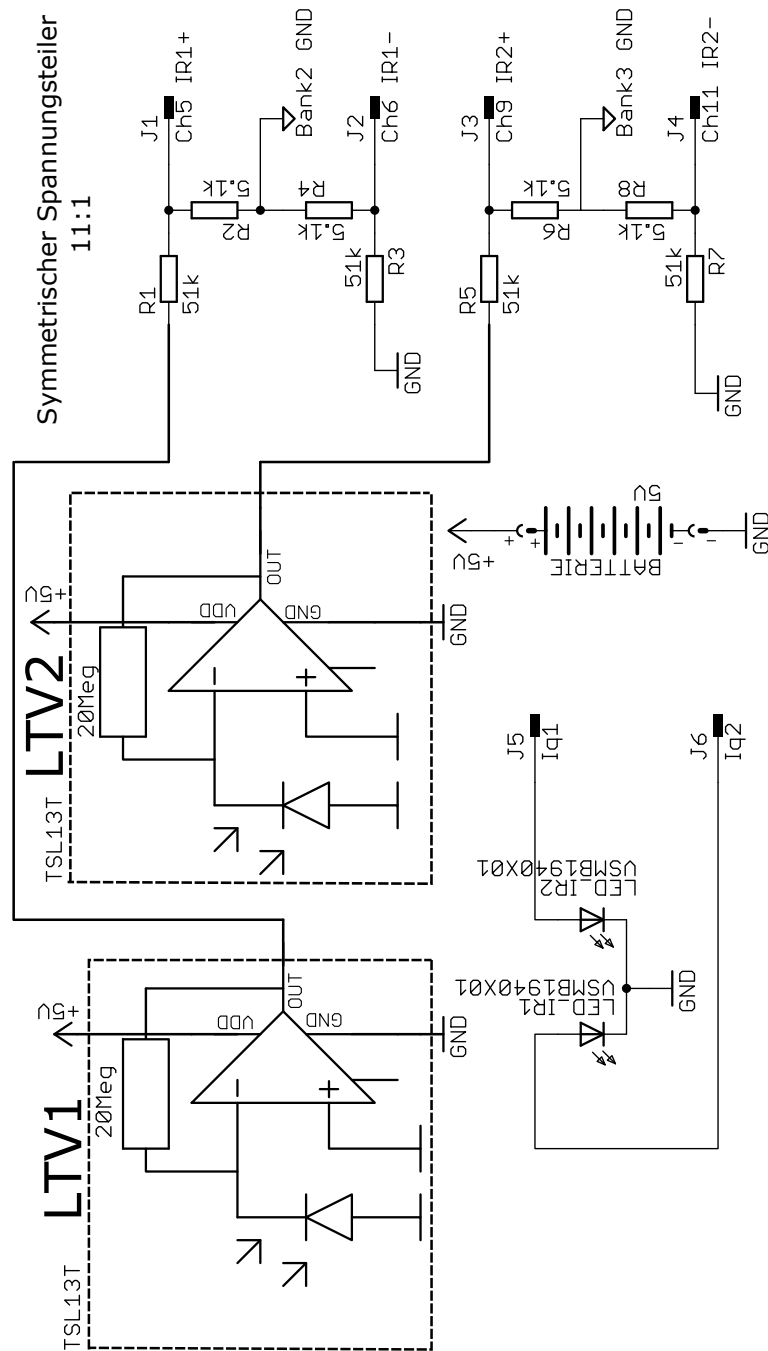 Symmetrischer Spannungsteiler
11:1
LTV1
TSL13T
20Meg
+5V
VDD
GND
OUT
GND
LTV2
TSL13T
20Meg
+5V
VDD
GND
OUT
GND
R1
51k
J1
Ch5
IR1+
R2
5.1k
Bank2 GND
R4
5.1k
J2
Ch6
IR1-
51k
R3
GND
R5
51k
J3
Ch9
IR2+
R6
5.1k
Bank3 GND
R8
5.1k
J4
Ch11
IR2-
51k
R7
GND
+5V
+
+
BATTERIE
5V
-
-
GND
LED_IR1
VSMB1940X01
LED_IR2
VSMB1940X01
GND
J5
Iq1
J6
Iq2